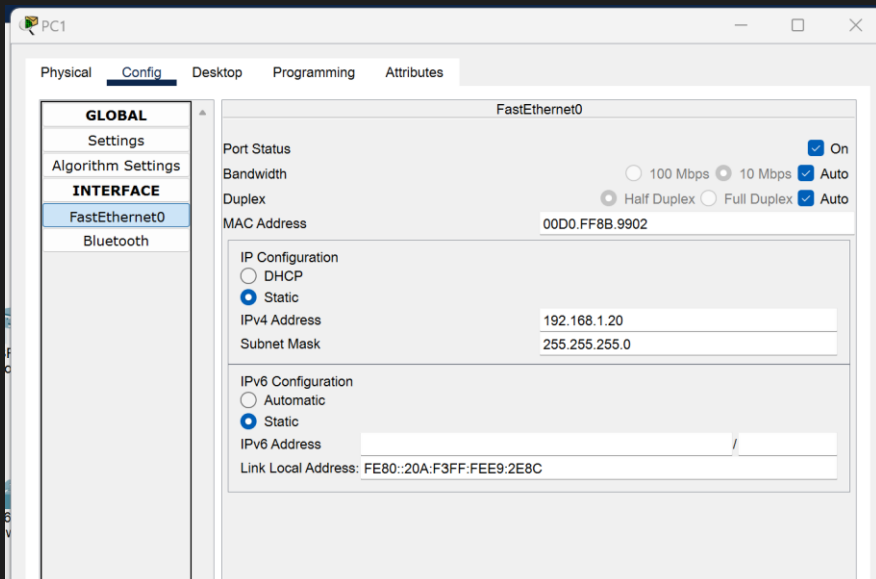 PC1
Physical Config Desktop Programming Attributes
GLOBAL
Settings
Algorithm Settings
INTERFACE
FastEthernet0
Bluetooth
FastEthernet0
Port Status On
Bandwidth 100 Mbps 10 Mbps Auto
Duplex Half Duplex Full Duplex Auto
MAC Address 00D0.FF8B.9902
IP Configuration
DHCP
Static
IPv4 Address 192.168.1.20
Subnet Mask 255.255.255.0
IPv6 Configuration
Automatic
Static
IPv6 Address /
Link Local Address: FE80::20A:F3FF:FEE9:2E8C